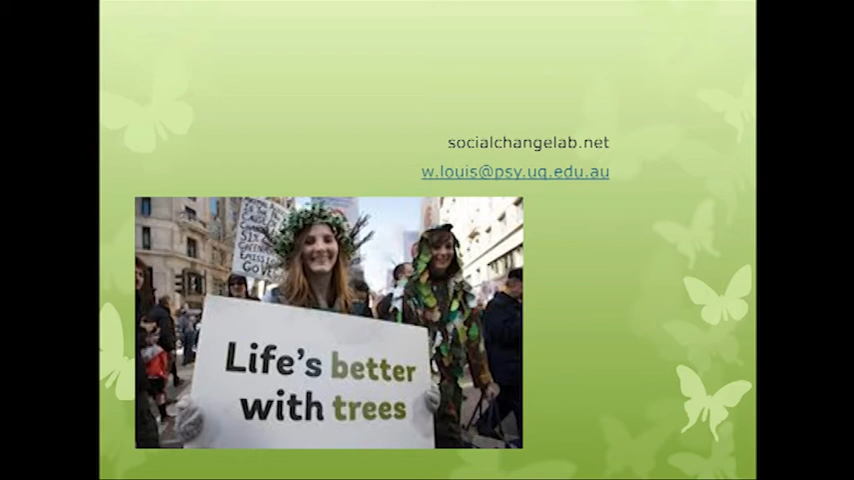 socialchangelab.net
w.louis@psy.uq.edu.au
Life's better
with trees